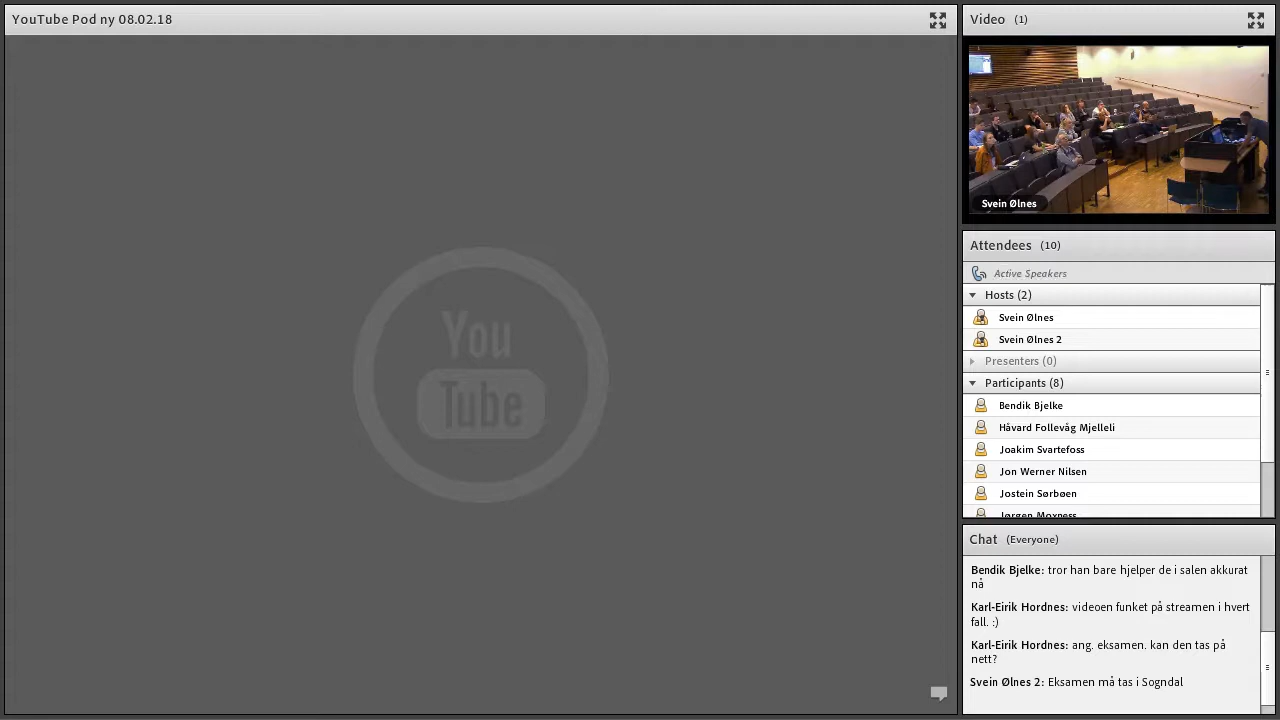 YouTube Pod ny 08.02.18
You
Tube
Video (1)
Svein Ølnes
Attendees (10)
Active Speakers
Hosts (2)
Svein Ølnes
Svein Ølnes 2
Presenters (0)
Participants (8)
Bendik Bjelke
Håvard Follevåg Mjelleli
Joakim Svartefoss
Jon Werner Nilsen
Jostein Sørbøen
Jørgen Moxness
Chat (Everyone)
Bendik Bjelke: tror han bare hjelper de i salen akkurat
nå
Karl-Eirik Hordnes: videoen funket på streamen i hvert
fall. :)
Karl-Eirik Hordnes: ang. eksamen. kan den tas på
nett?
Svein Ølnes 2: Eksamen må tas i Sogndal